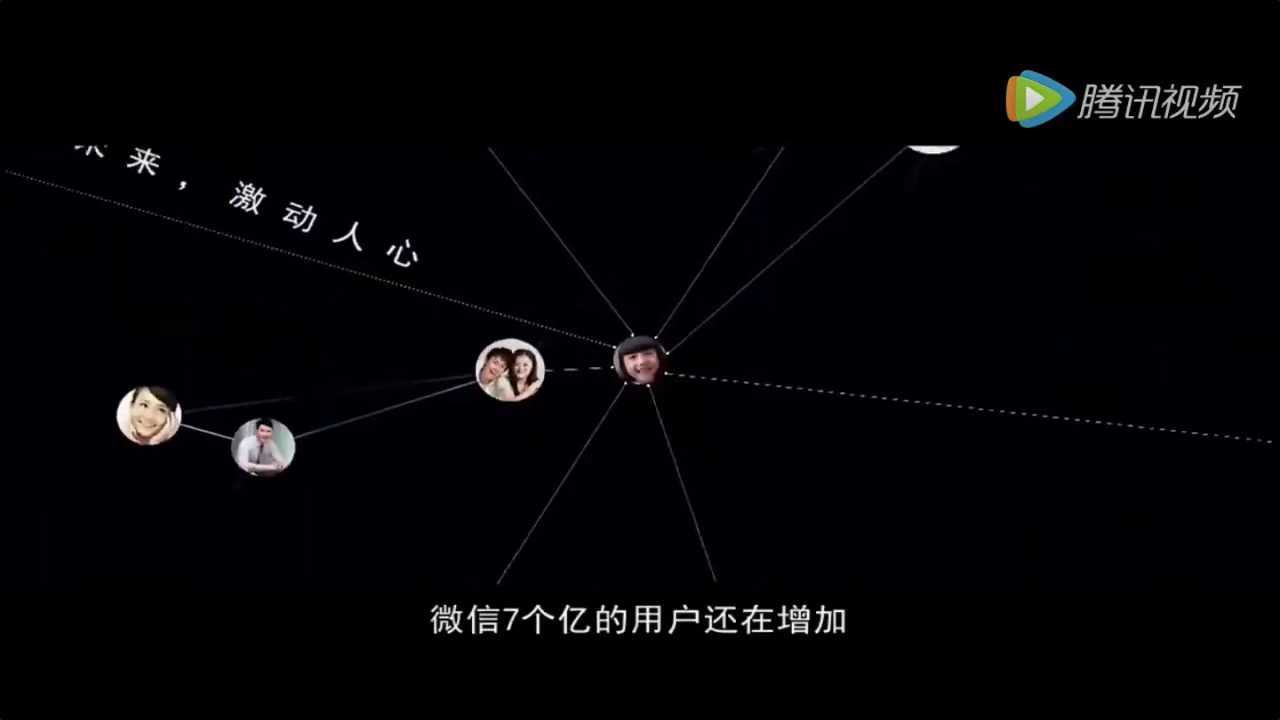 腾讯视频
来，激动人心
微信7个亿的用户还在增加